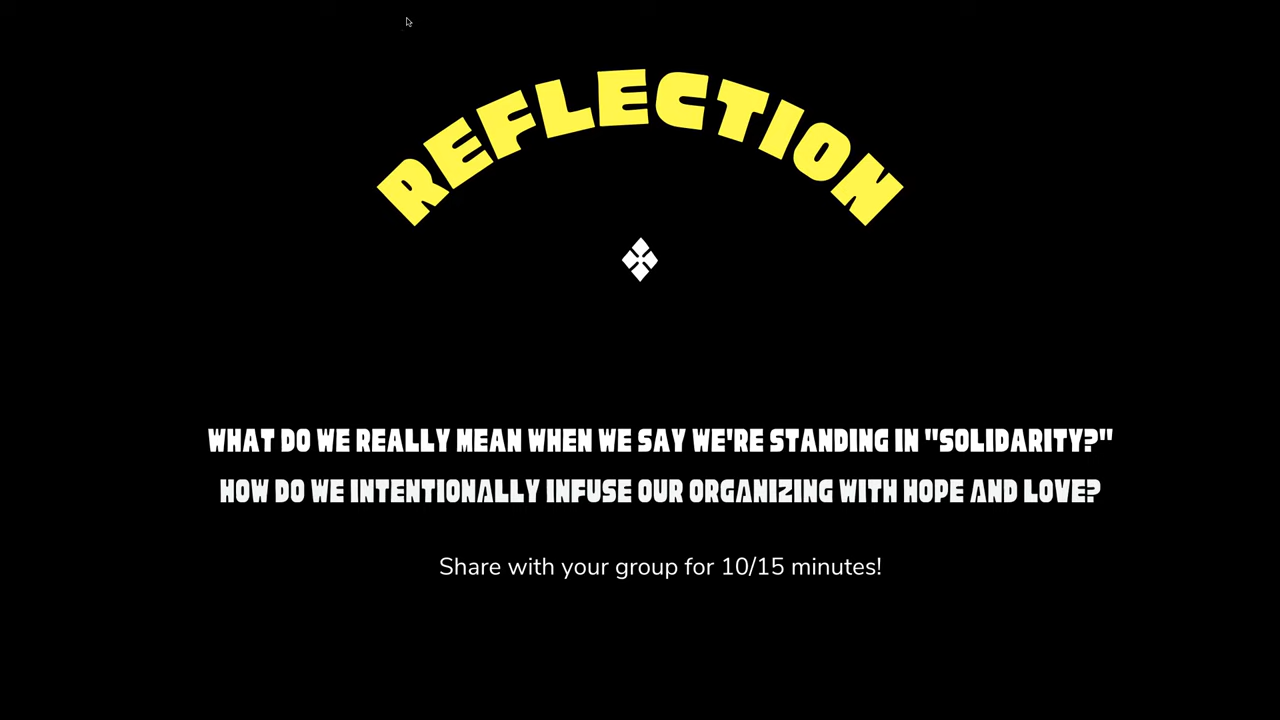 REFLECTION
WHAT DO WE REALLY MEAN WHEN WE SAY WE'RE STANDING IN "SOLIDARITY?"
HOW DO WE INTENTIONALLY INFUSE OUR ORGANIZING WITH HOPE AND LOVE?
Share with your group for 10/15 minutes!